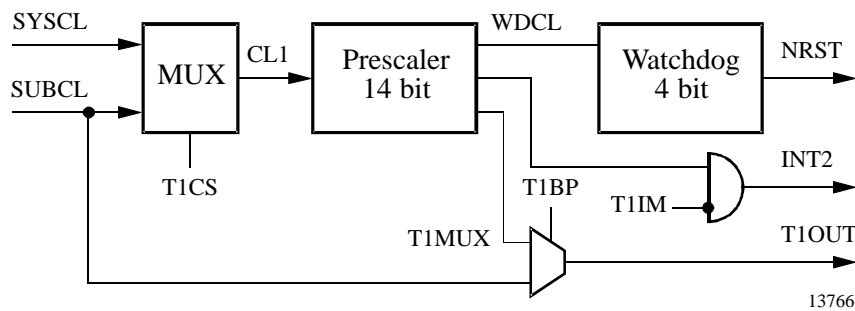 SYSCL
WDCL
NRST
CL1
MUX
Prescaler
14 bit
Watchdog
4 bit
SUBCL
T1CS
T1BP
INT2
T1IM
T1MUX
T1OUT
13766